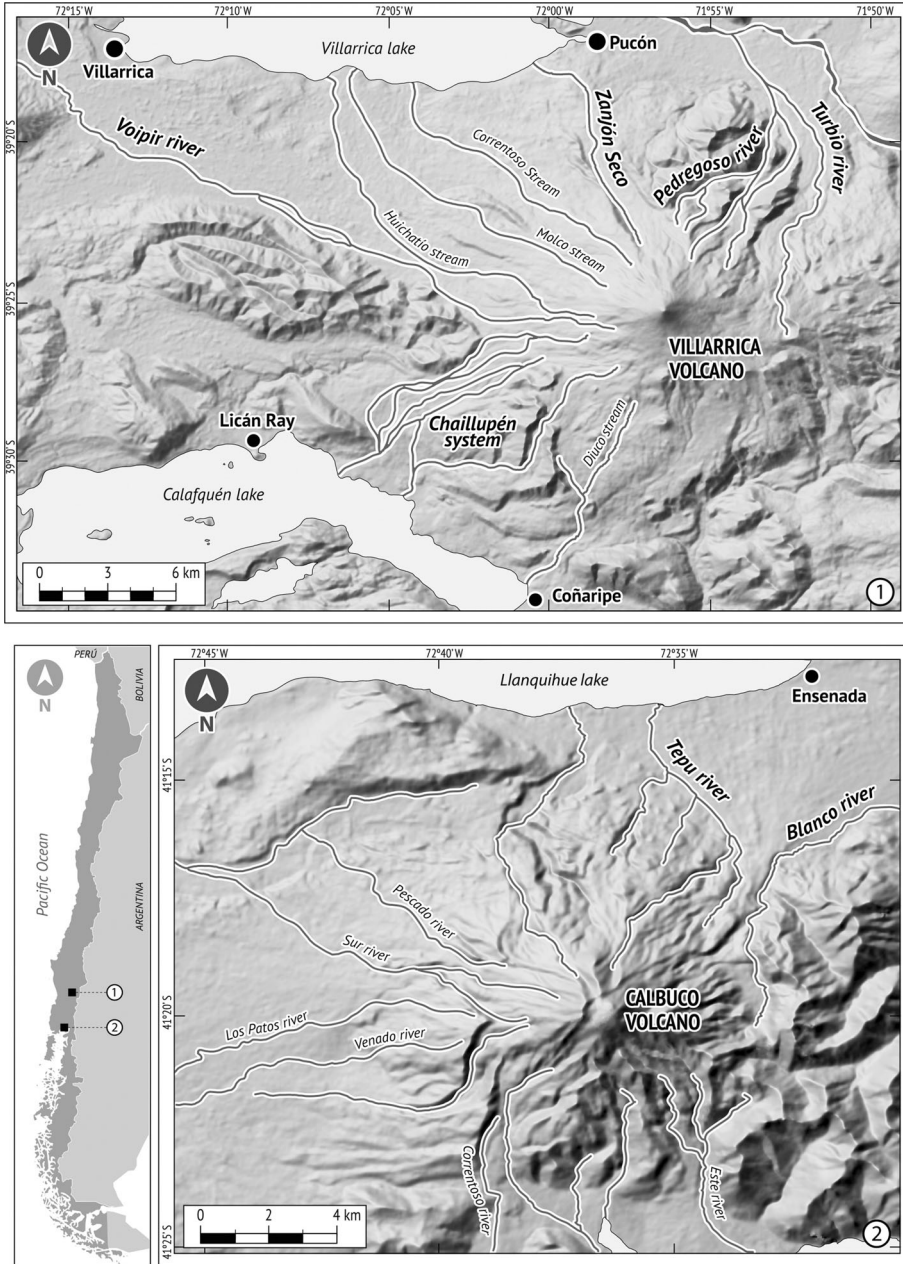 72°15'W
72°10'W
72°05'W
72°00'W
71°55'W
71°50'W
N
Villarrica
Villarrica lake
Pucón
39°20'S
Voipir river
Correntoso Stream
Zanjón Seco
Pedregoso river
Turbio river
Huichatio stream
Molco stream
39°25'S
VILLARRICA
VOLCANO
Licán Ray
Chaillupén
system
Diuco stream
39°30'S
Calafquén lake
0 3 6 km
Coñaripe
1
N
PERÚ
BOLIVIA
Pacific Ocean
ARGENTINA
1
2
72°45'W
72°40'W
72°35'W
N
Llanquihue lake
Ensenada
41°15'S
Tepu river
Blanco river
Pescado river
Sur river
41°20'S
CALBUCO
VOLCANO
Los Patos river
Venado river
Correntoso river
Este river
0 2 4 km
41°25'S
2